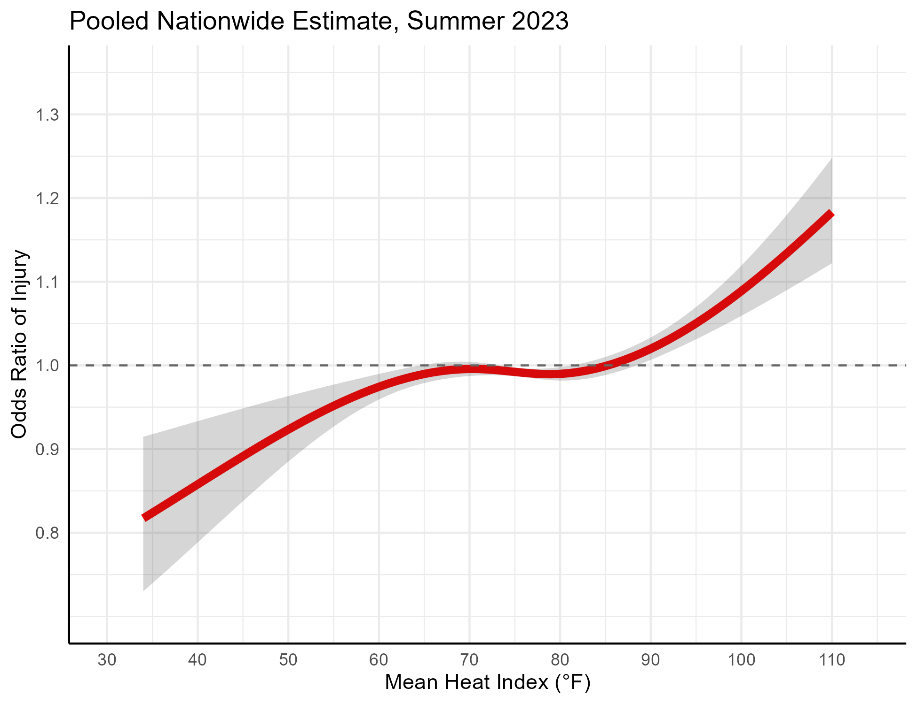 Pooled Nationwide Estimate, Summer 2023
1.3
1.2
1.1
1.0
0.9
0.8
Odds Ratio of Injury
30 40 50 60 70 80 90 100 110
Mean Heat Index (°F)